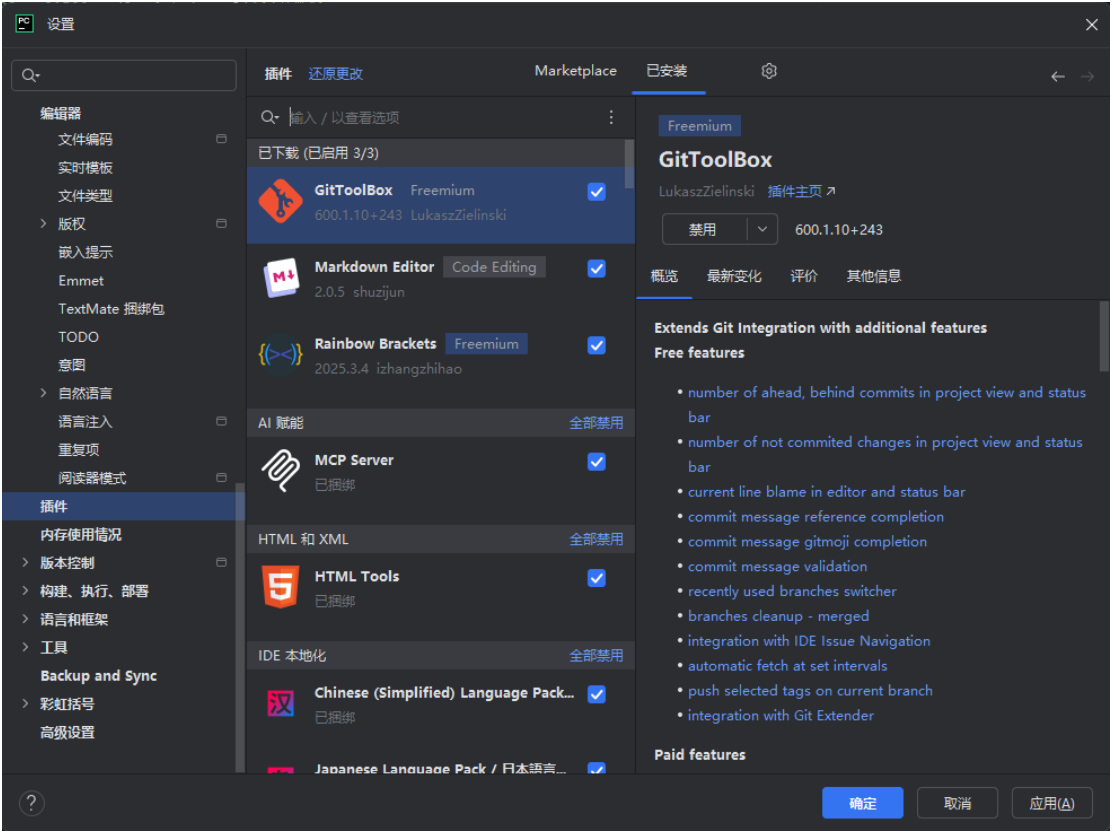 PC 设置
编辑器
文件编码
实时模板
文件类型
版权
嵌入提示
Emmet
TextMate 捆绑包
TODO
意图
自然语言
语言注入
重复项
阅读器模式
插件
内存使用情况
版本控制
构建、执行、部署
语言和框架
工具
Backup and Sync
彩虹括号
高级设置
?
插件 还原更改 Marketplace 已安装
输入 / 以查看选项
已下载 (已启用 3/3)
GitToolBox Freemium
600.1.10+243 LukaszZielinski
Markdown Editor Code Editing
2.0.5 shuzijun
Rainbow Brackets Freemium
2025.3.4 izhangzhihao
AI 赋能 全部禁用
MCP Server
已捆绑
HTML 和 XML 全部禁用
HTML Tools
已捆绑
IDE 本地化 全部禁用
汉 Chinese (Simplified) Language Pack...
已捆绑
Japanese Language Pack / 日本語言...
Freemium
GitToolBox
LukaszZielinski 插件主页 ↗
禁用 600.1.10+243
概览 最新变化 评价 其他信息
Extends Git Integration with additional features
Free features
• number of ahead, behind commits in project view and status
bar
• number of not commited changes in project view and status
bar
• current line blame in editor and status bar
• commit message reference completion
• commit message gitmoji completion
• commit message validation
• recently used branches switcher
• branches cleanup - merged
• integration with IDE Issue Navigation
• automatic fetch at set intervals
• push selected tags on current branch
• integration with Git Extender
Paid features
确定 取消 应用(A)